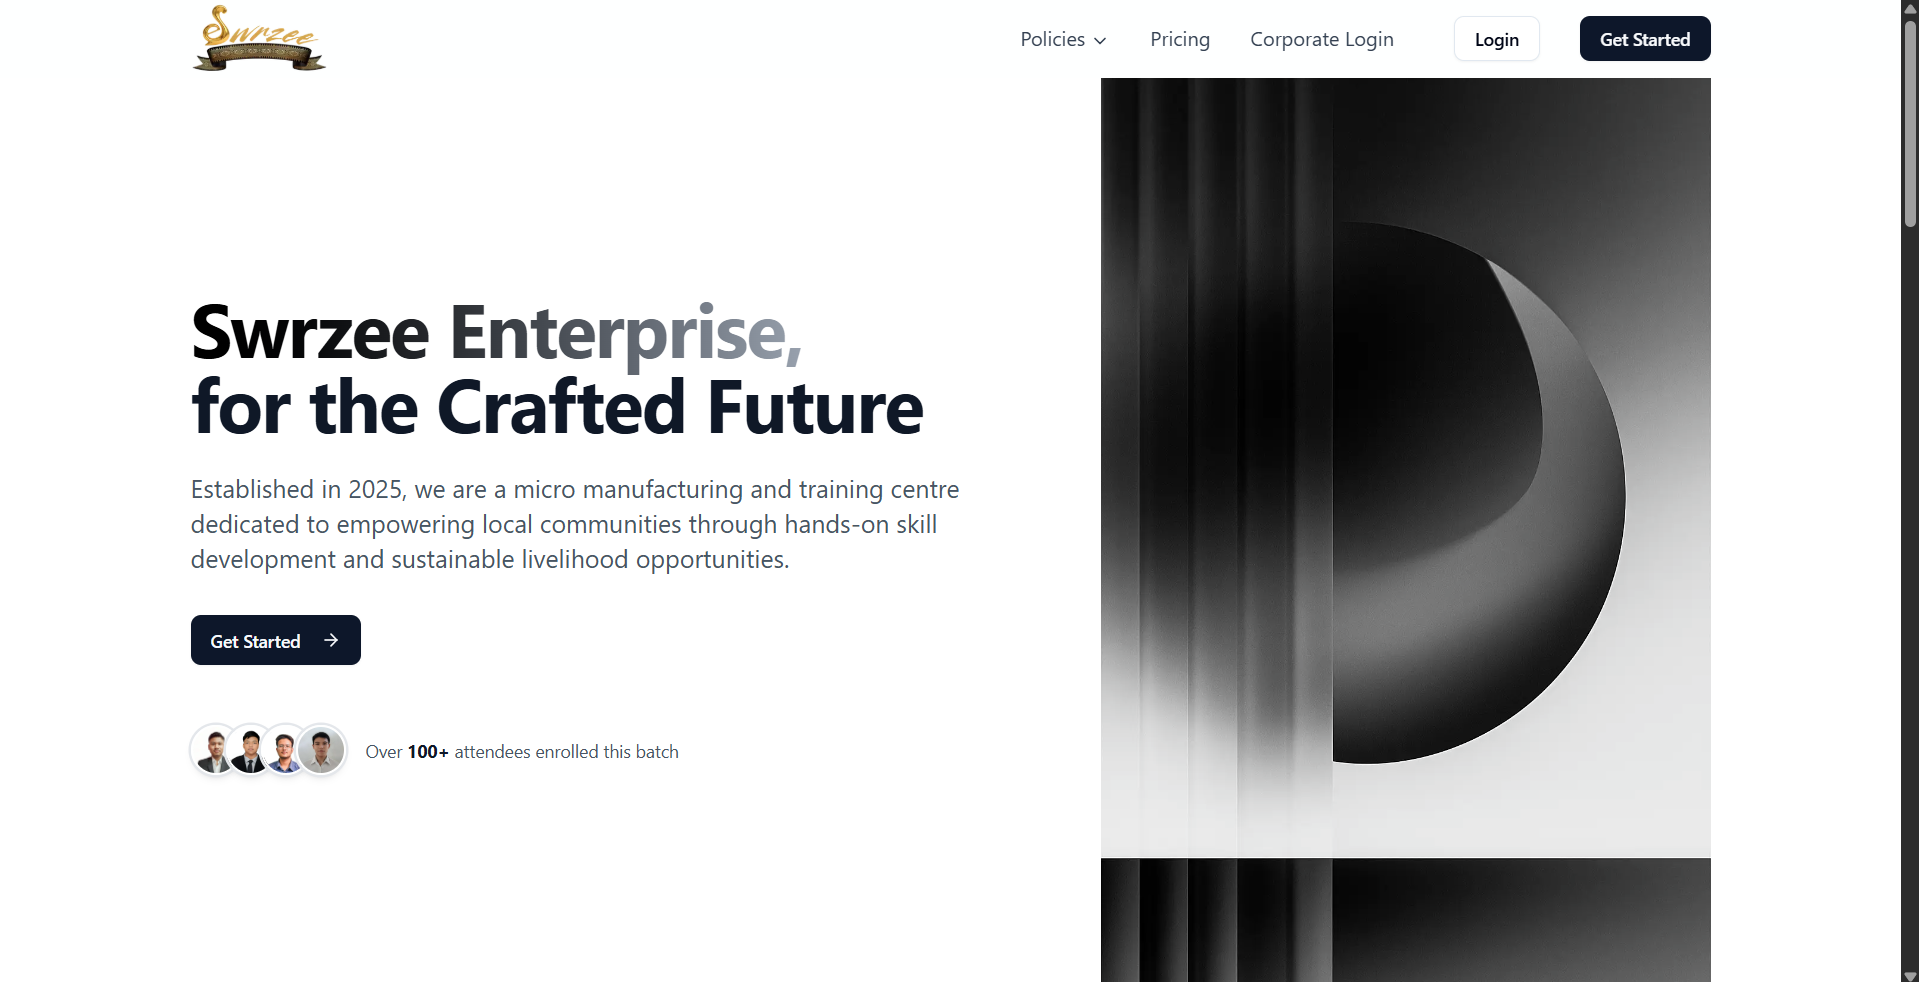 Swrzee
Policies
Pricing
Corporate Login
Login
Get Started
Swrzee Enterprise,
for the Crafted Future
Established in 2025, we are a micro manufacturing and training centre
dedicated to empowering local communities through hands-on skill
development and sustainable livelihood opportunities.
Get Started
Over 100+ attendees enrolled this batch